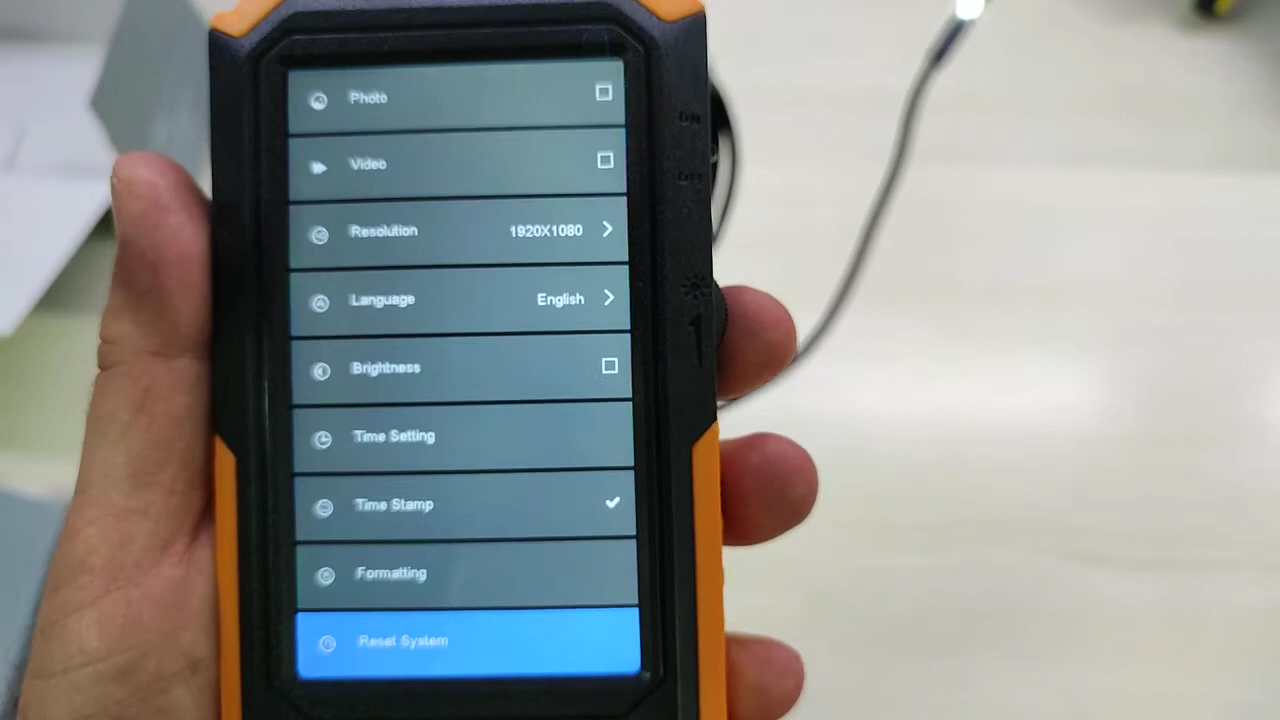 Photo
Video
Resolution 1920X1080
Language English
Brightness
Time Setting
Time Stamp
Formatting
Reset System